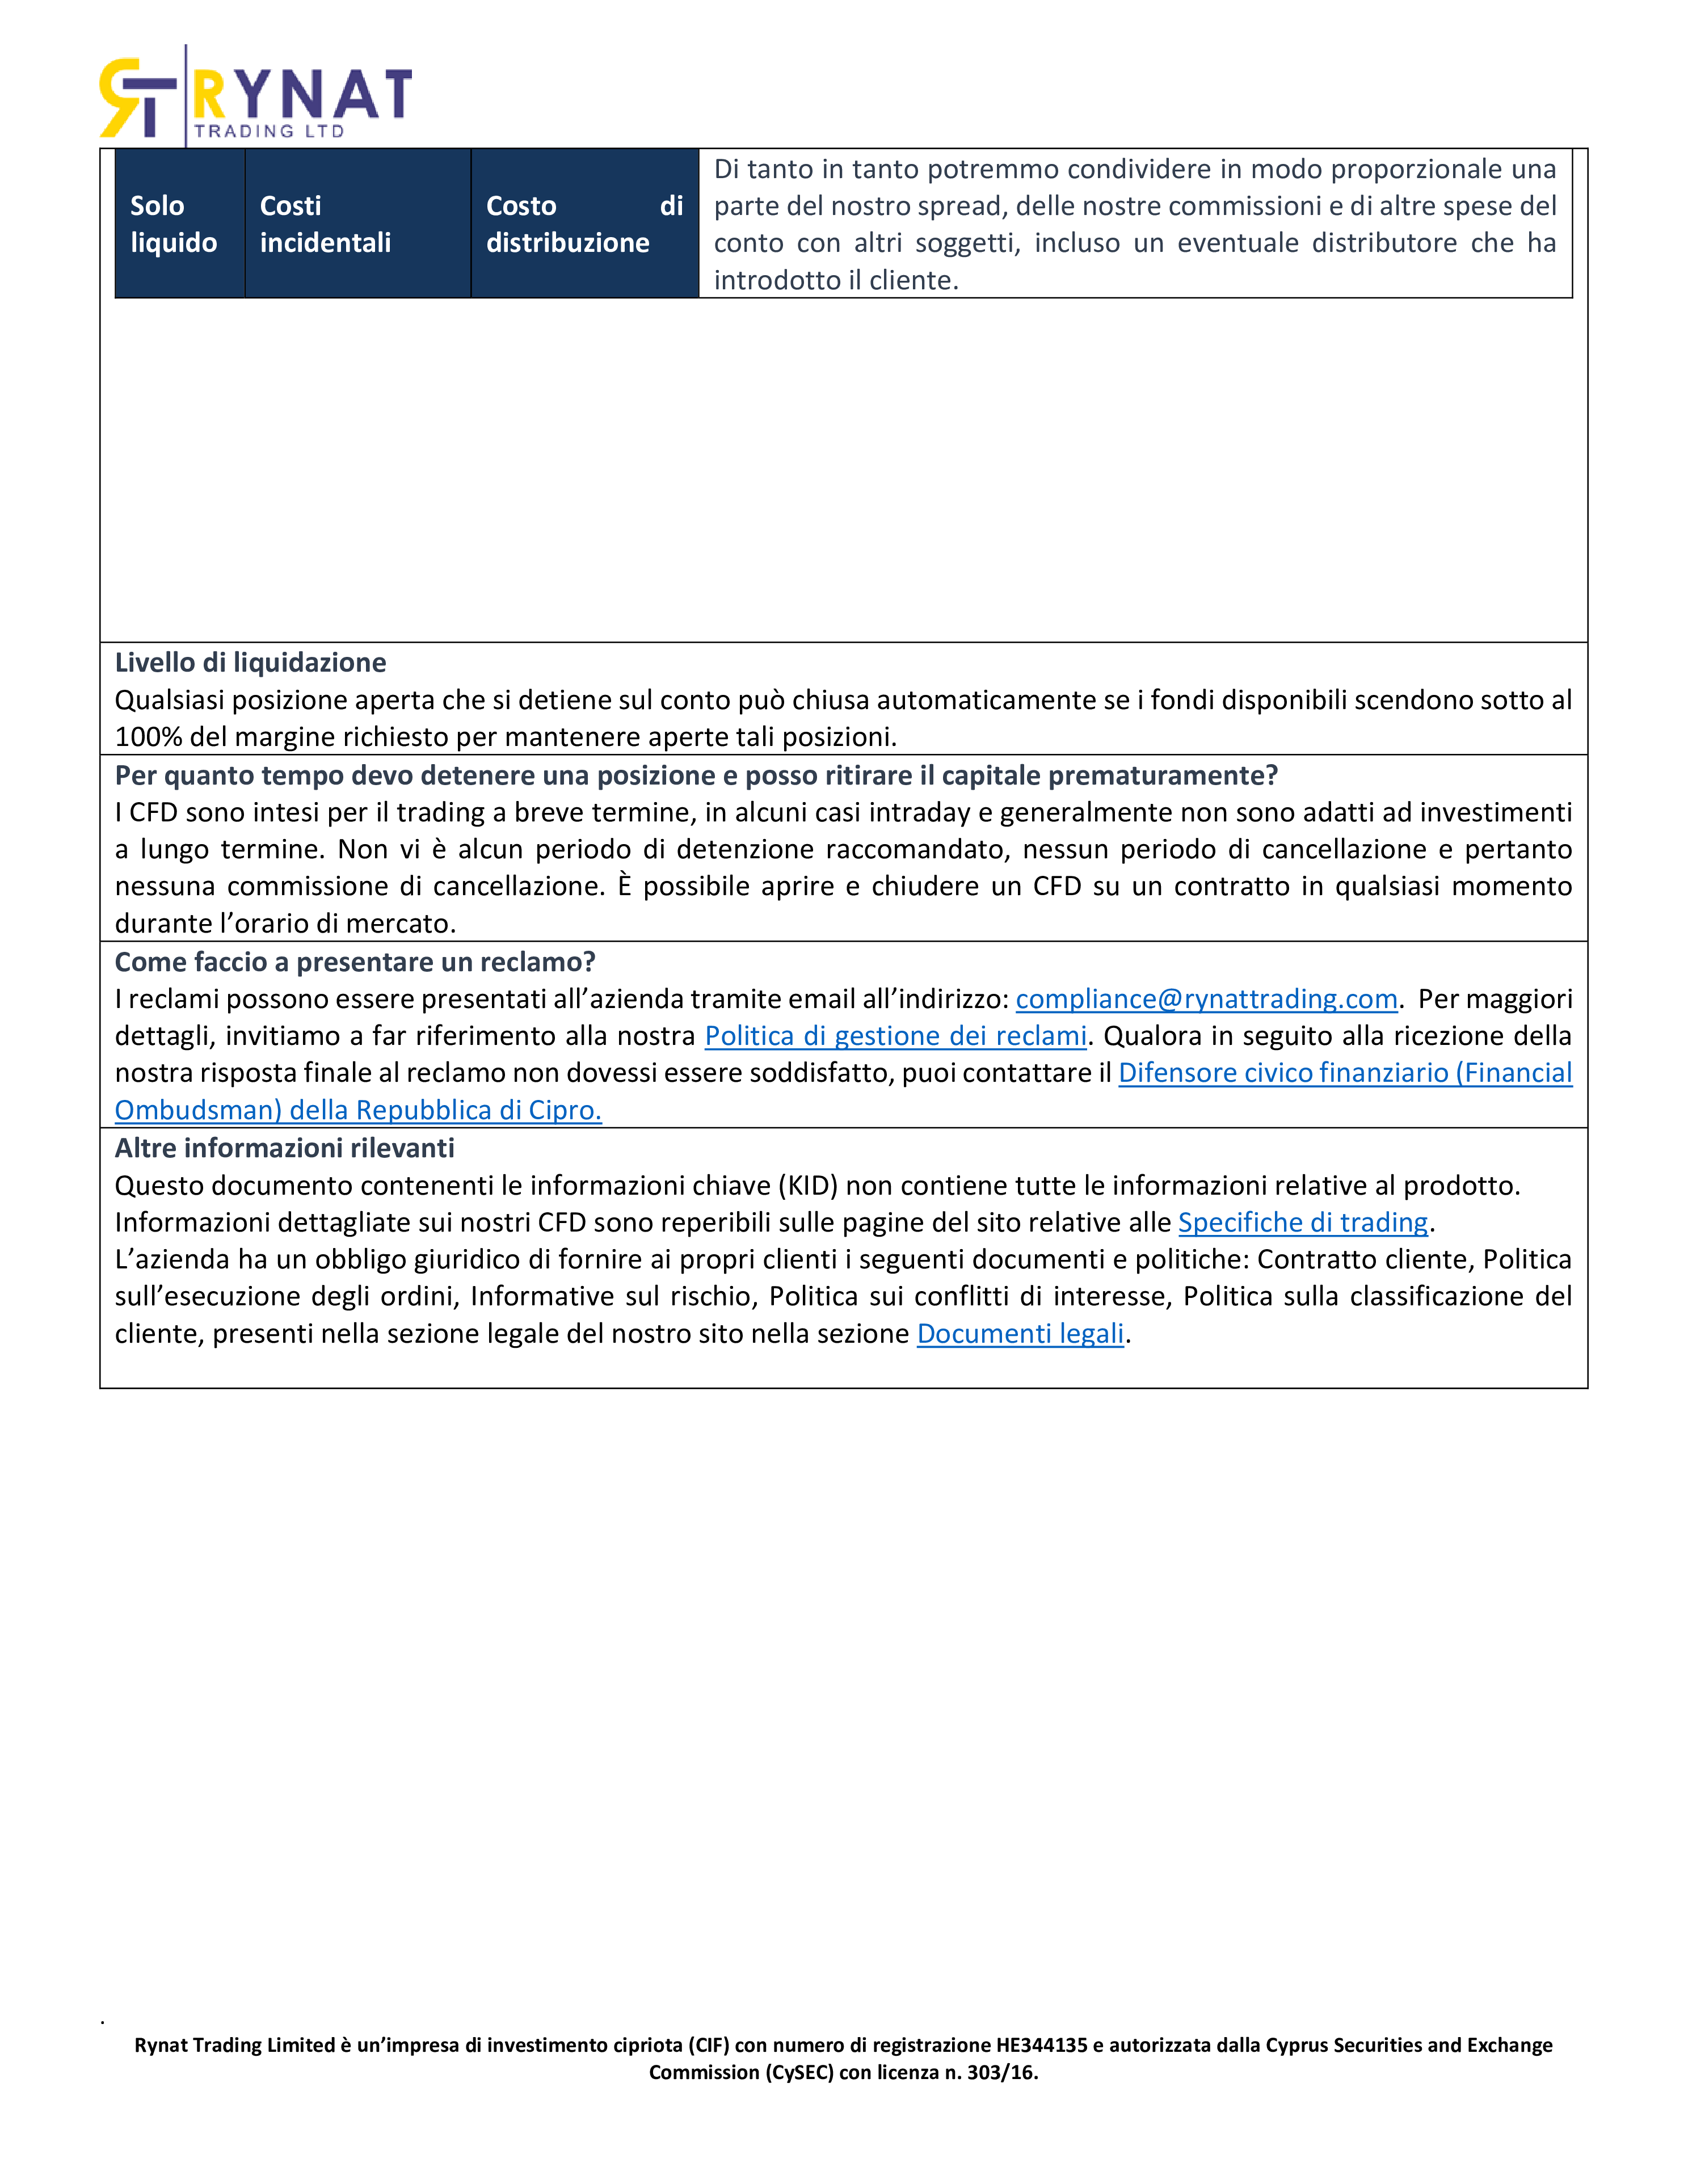 RYNAT
TRADING LTD
Solo liquido
Costi incidentali
Costo di distribuzione
Di tanto in tanto potremmo condividere in modo proporzionale una
parte del nostro spread, delle nostre commissioni e di altre spese del
conto con altri soggetti, incluso un eventuale distributore che ha
introdotto il cliente.
Livello di liquidazione
Qualsiasi posizione aperta che si detiene sul conto può chiusa automaticamente se i fondi disponibili scendono sotto al
100% del margine richiesto per mantenere aperte tali posizioni.
Per quanto tempo devo detenere una posizione e posso ritirare il capitale prematuramente?
I CFD sono intesi per il trading a breve termine, in alcuni casi intraday e generalmente non sono adatti ad investimenti
a lungo termine. Non vi è alcun periodo di detenzione raccomandato, nessun periodo di cancellazione e pertanto
nessuna commissione di cancellazione. È possibile aprire e chiudere un CFD su un contratto in qualsiasi momento
durante l’orario di mercato.
Come faccio a presentare un reclamo?
I reclami possono essere presentati all’azienda tramite email all’indirizzo: compliance@rynattrading.com. Per maggiori
dettagli, invitiamo a far riferimento alla nostra Politica di gestione dei reclami. Qualora in seguito alla ricezione della
nostra risposta finale al reclamo non dovessi essere soddisfatto, puoi contattare il Difensore civico finanziario (Financial
Ombudsman) della Repubblica di Cipro.
Altre informazioni rilevanti
Questo documento contenenti le informazioni chiave (KID) non contiene tutte le informazioni relative al prodotto.
Informazioni dettagliate sui nostri CFD sono reperibili sulle pagine del sito relative alle Specifiche di trading.
L’azienda ha un obbligo giuridico di fornire ai propri clienti i seguenti documenti e politiche: Contratto cliente, Politica
sull’esecuzione degli ordini, Informative sul rischio, Politica sui conflitti di interesse, Politica sulla classificazione del
cliente, presenti nella sezione legale del nostro sito nella sezione Documenti legali.
.
Rynat Trading Limited è un’impresa di investimento cipriota (CIF) con numero di registrazione HE344135 e autorizzata dalla Cyprus Securities and Exchange
Commission (CySEC) con licenza n. 303/16.